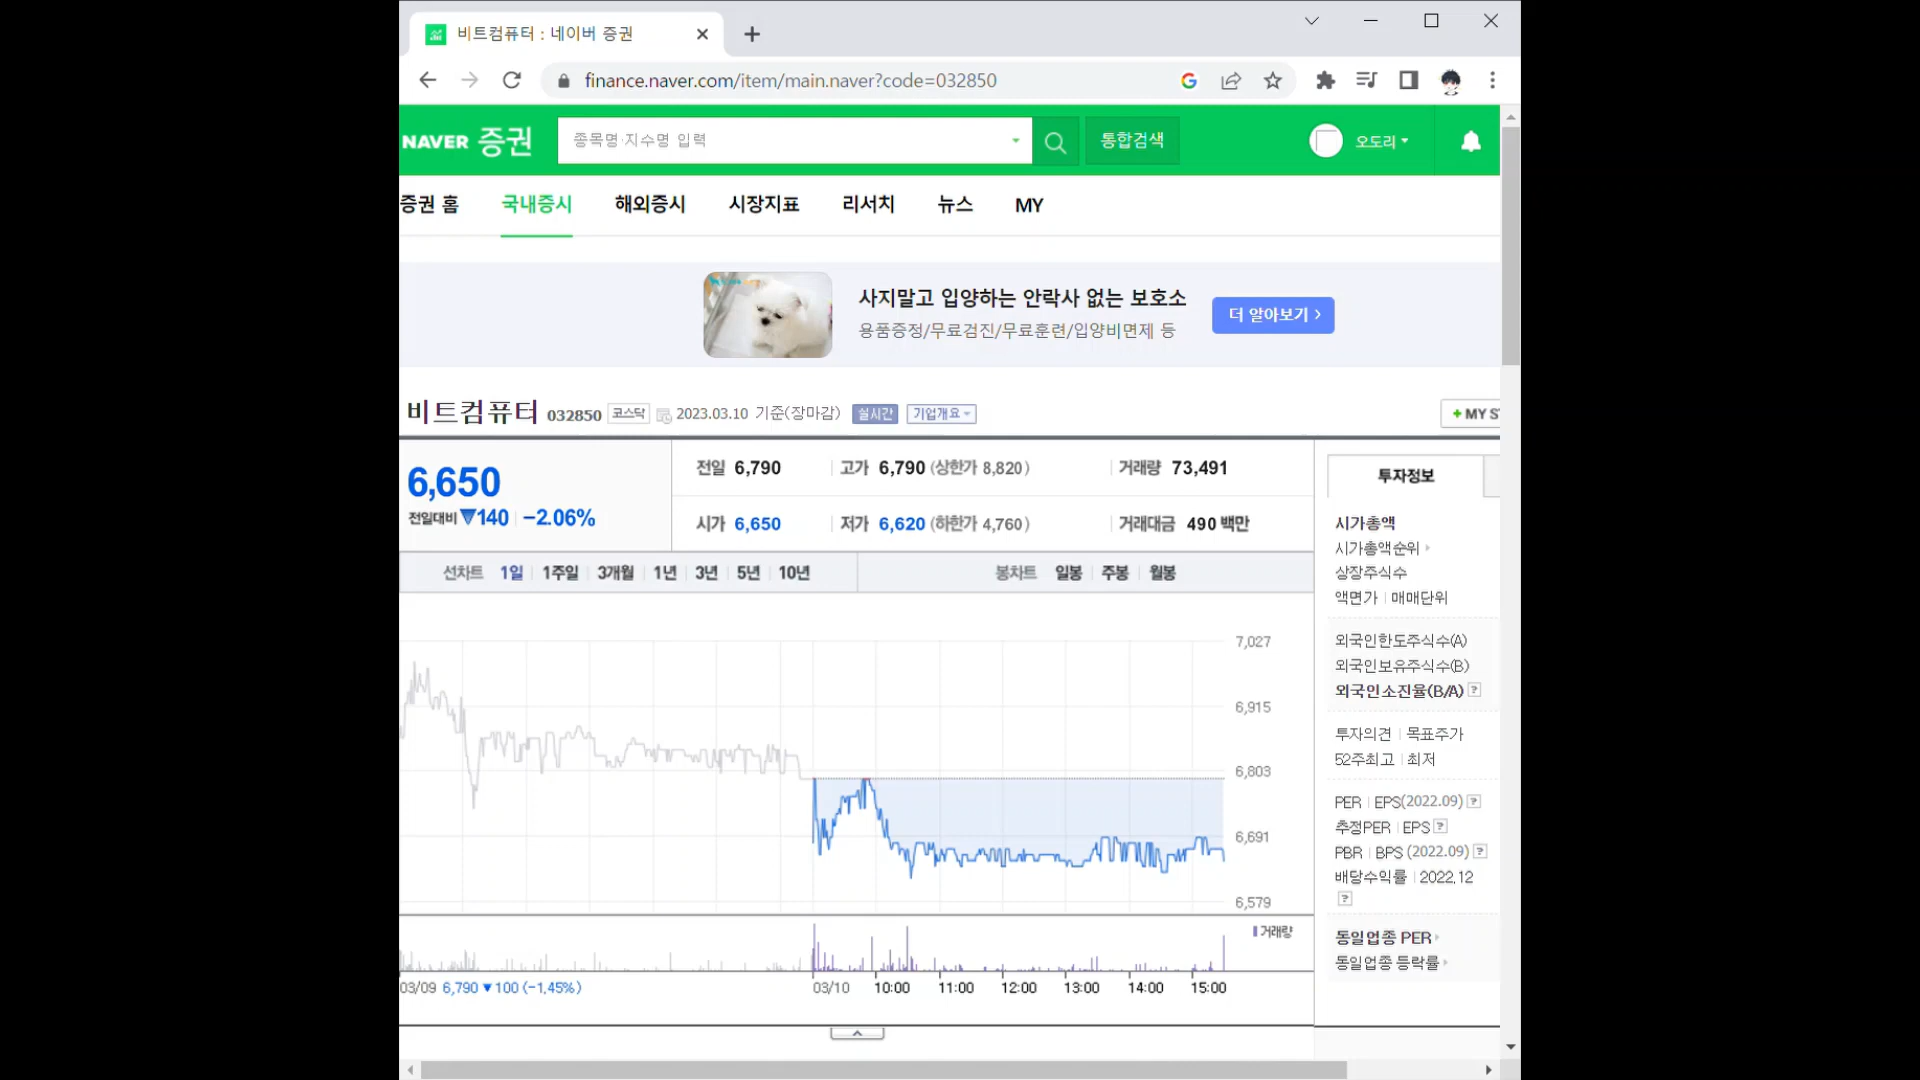 비트컴퓨터 : 네이버 증권
finance.naver.com/item/main.naver?code=032850
NAVER 증권 종목명·지수명 입력 통합검색 오도리
증권 홈 국내증시 해외증시 시장지표 리서치 뉴스 MY
사지말고 입양하는 안락사 없는 보호소
용품증정/무료검진/무료훈련/입양비면제 등
더 알아보기 >
비트컴퓨터 032850 코스닥 2023.03.10 기준(장마감) 실시간 기업개요
+ MY S
6,650
전일대비 ▼140 | -2.06%
전일 6,790 | 고가 6,790 (상한가 8,820) | 거래량 73,491
시가 6,650 | 저가 6,620 (하한가 4,760) | 거래대금 490 백만
선차트 1일 1주일 3개월 1년 3년 5년 10년 봉차트 일봉 주봉 월봉
7,027
6,915
6,803
6,691
6,579
거래량
03/09 6,790 ▼100 (-1.45%) 03/10 10:00 11:00 12:00 13:00 14:00 15:00
투자정보
시가총액
시가총액순위
상장주식수
액면가 | 매매단위
외국인한도주식수(A)
외국인보유주식수(B)
외국인소진율(B/A) ?
투자의견 | 목표주가
52주최고 | 최저
PER | EPS(2022.09) ?
추정PER | EPS ?
PBR | BPS (2022.09) ?
배당수익률 | 2022.12
?
동일업종 PER
동일업종 등락률